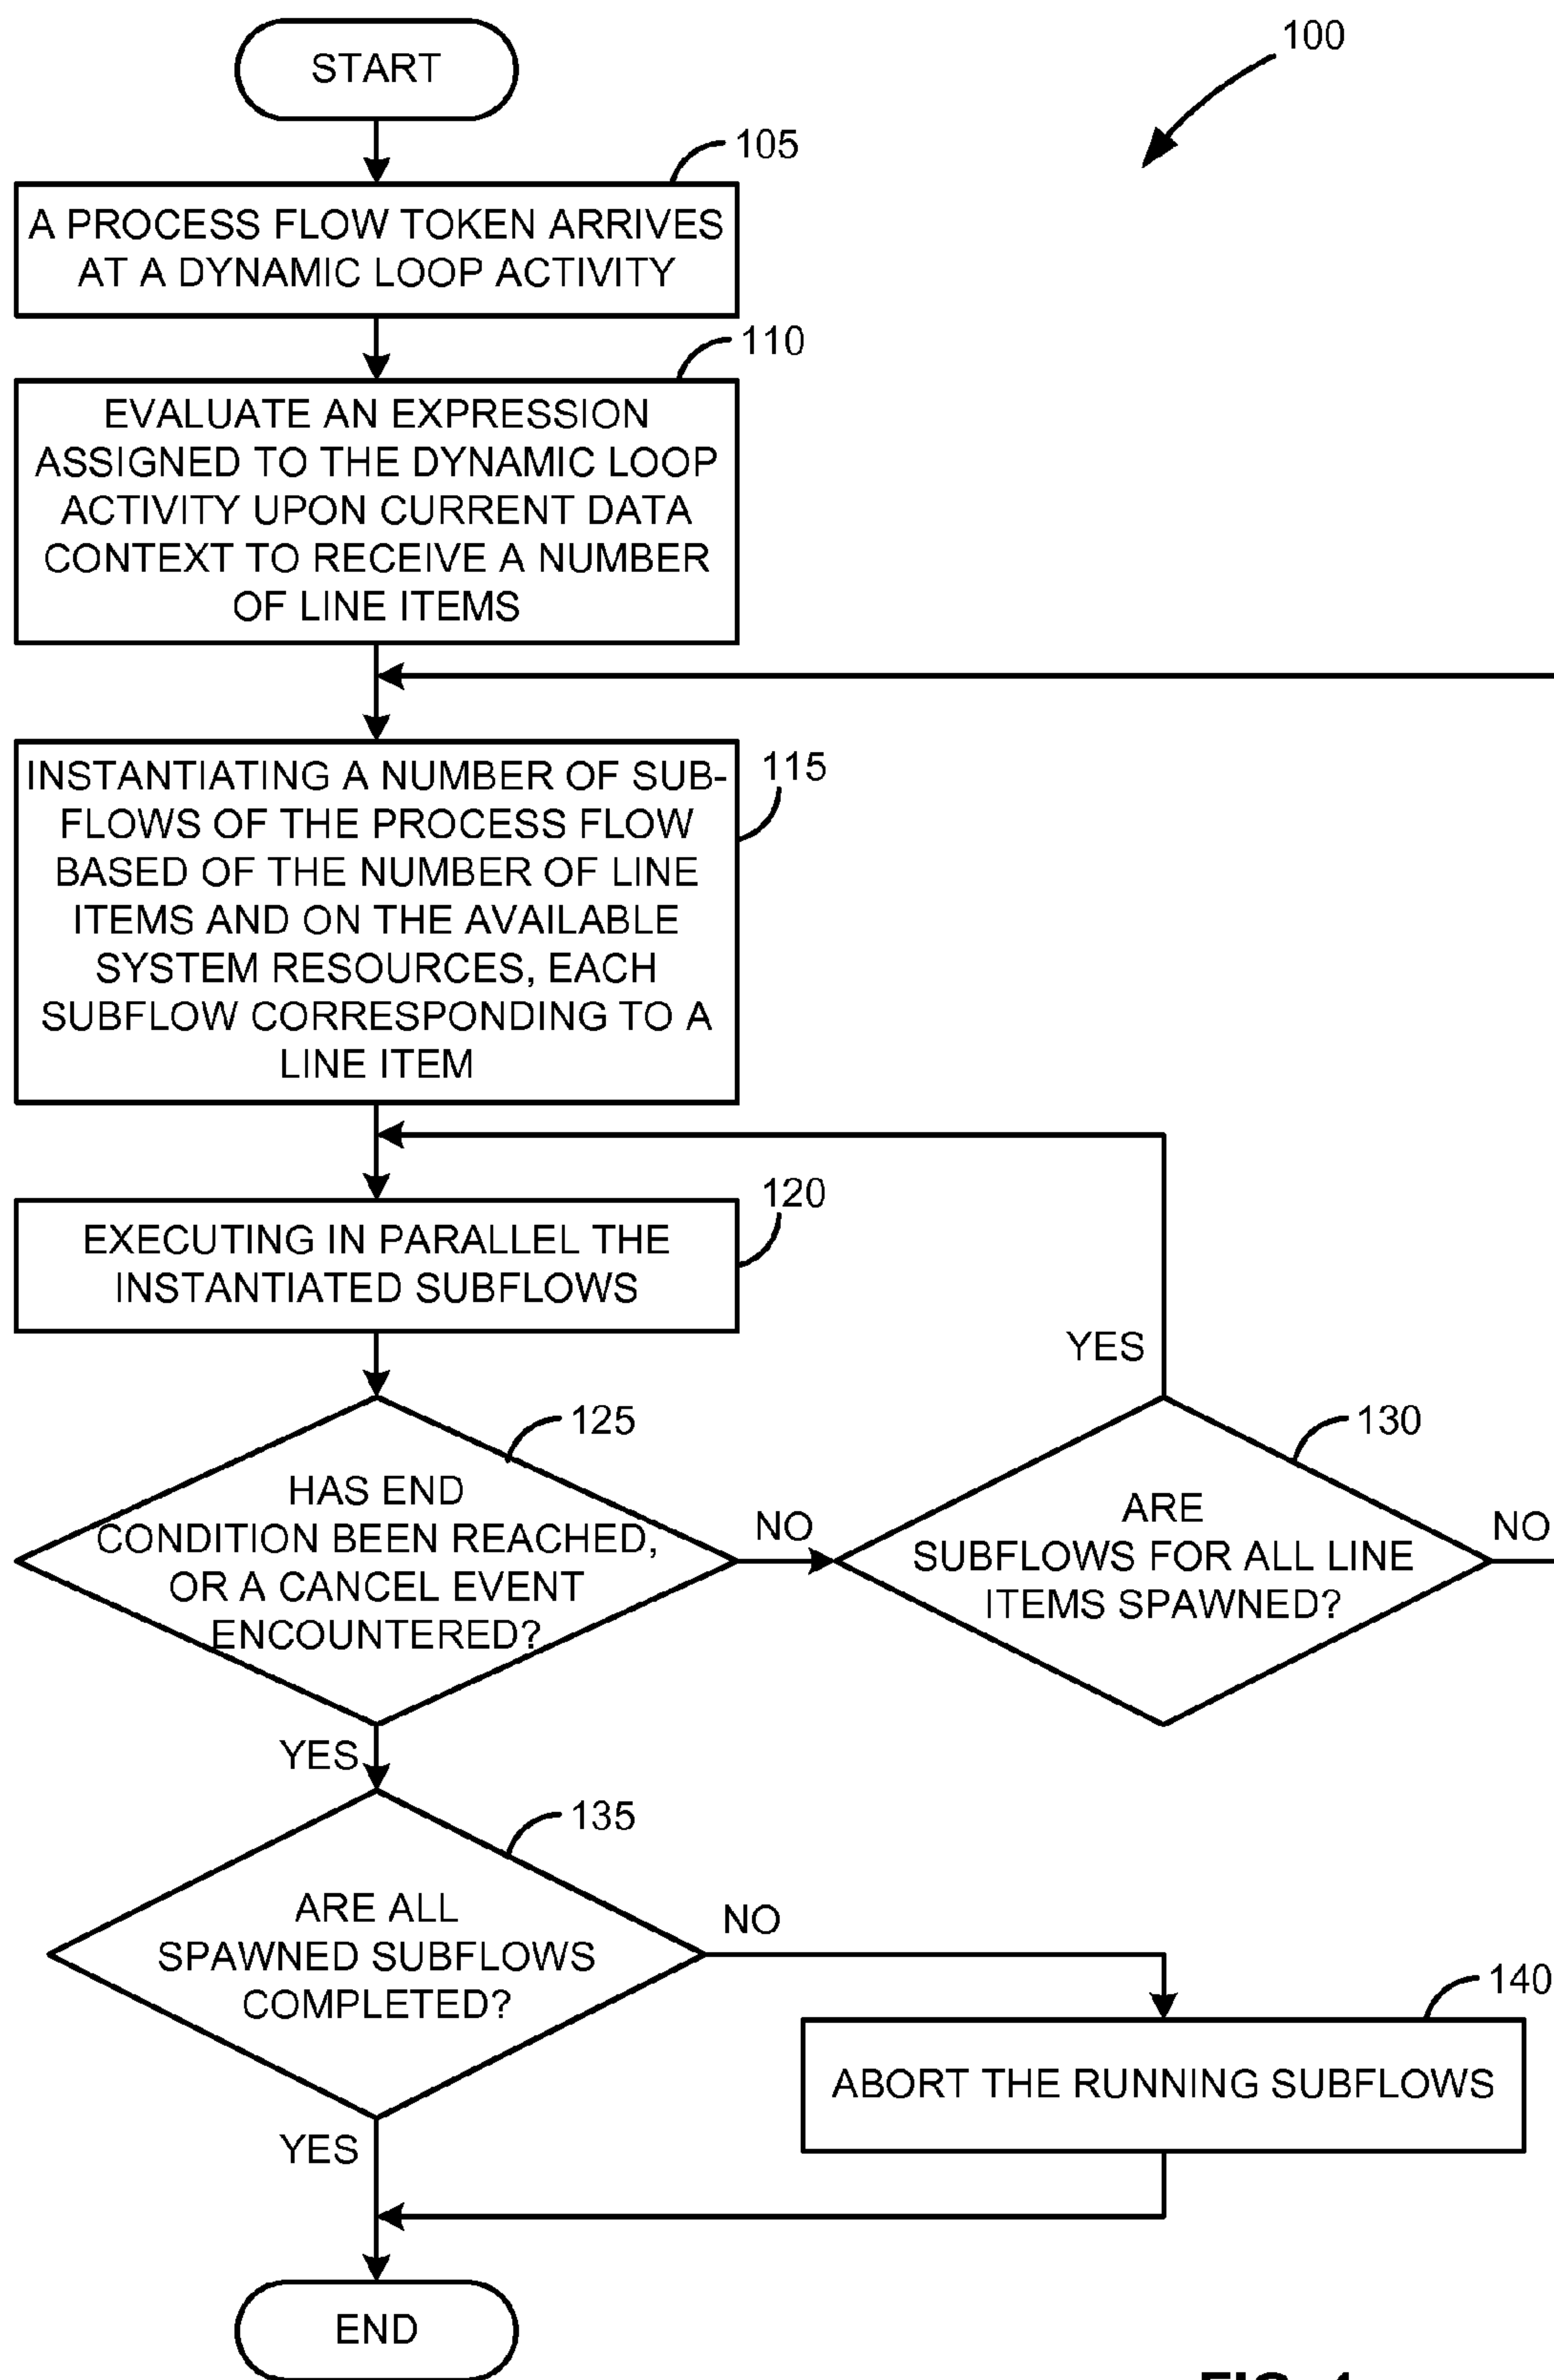 START
100
105
A PROCESS FLOW TOKEN ARRIVES
AT A DYNAMIC LOOP ACTIVITY
110
EVALUATE AN EXPRESSION
ASSIGNED TO THE DYNAMIC LOOP
ACTIVITY UPON CURRENT DATA
CONTEXT TO RECEIVE A NUMBER
OF LINE ITEMS
115
INSTANTIATING A NUMBER OF SUB-
FLOWS OF THE PROCESS FLOW
BASED OF THE NUMBER OF LINE
ITEMS AND ON THE AVAILABLE
SYSTEM RESOURCES, EACH
SUBFLOW CORRESPONDING TO A
LINE ITEM
120
EXECUTING IN PARALLEL THE
INSTANTIATED SUBFLOWS
YES
125
130
HAS END
CONDITION BEEN REACHED,
OR A CANCEL EVENT
ENCOUNTERED?
NO
ARE
SUBFLOWS FOR ALL LINE
ITEMS SPAWNED?
NO
YES
135
ARE ALL
SPAWNED SUBFLOWS
COMPLETED?
NO
140
ABORT THE RUNNING SUBFLOWS
YES
END